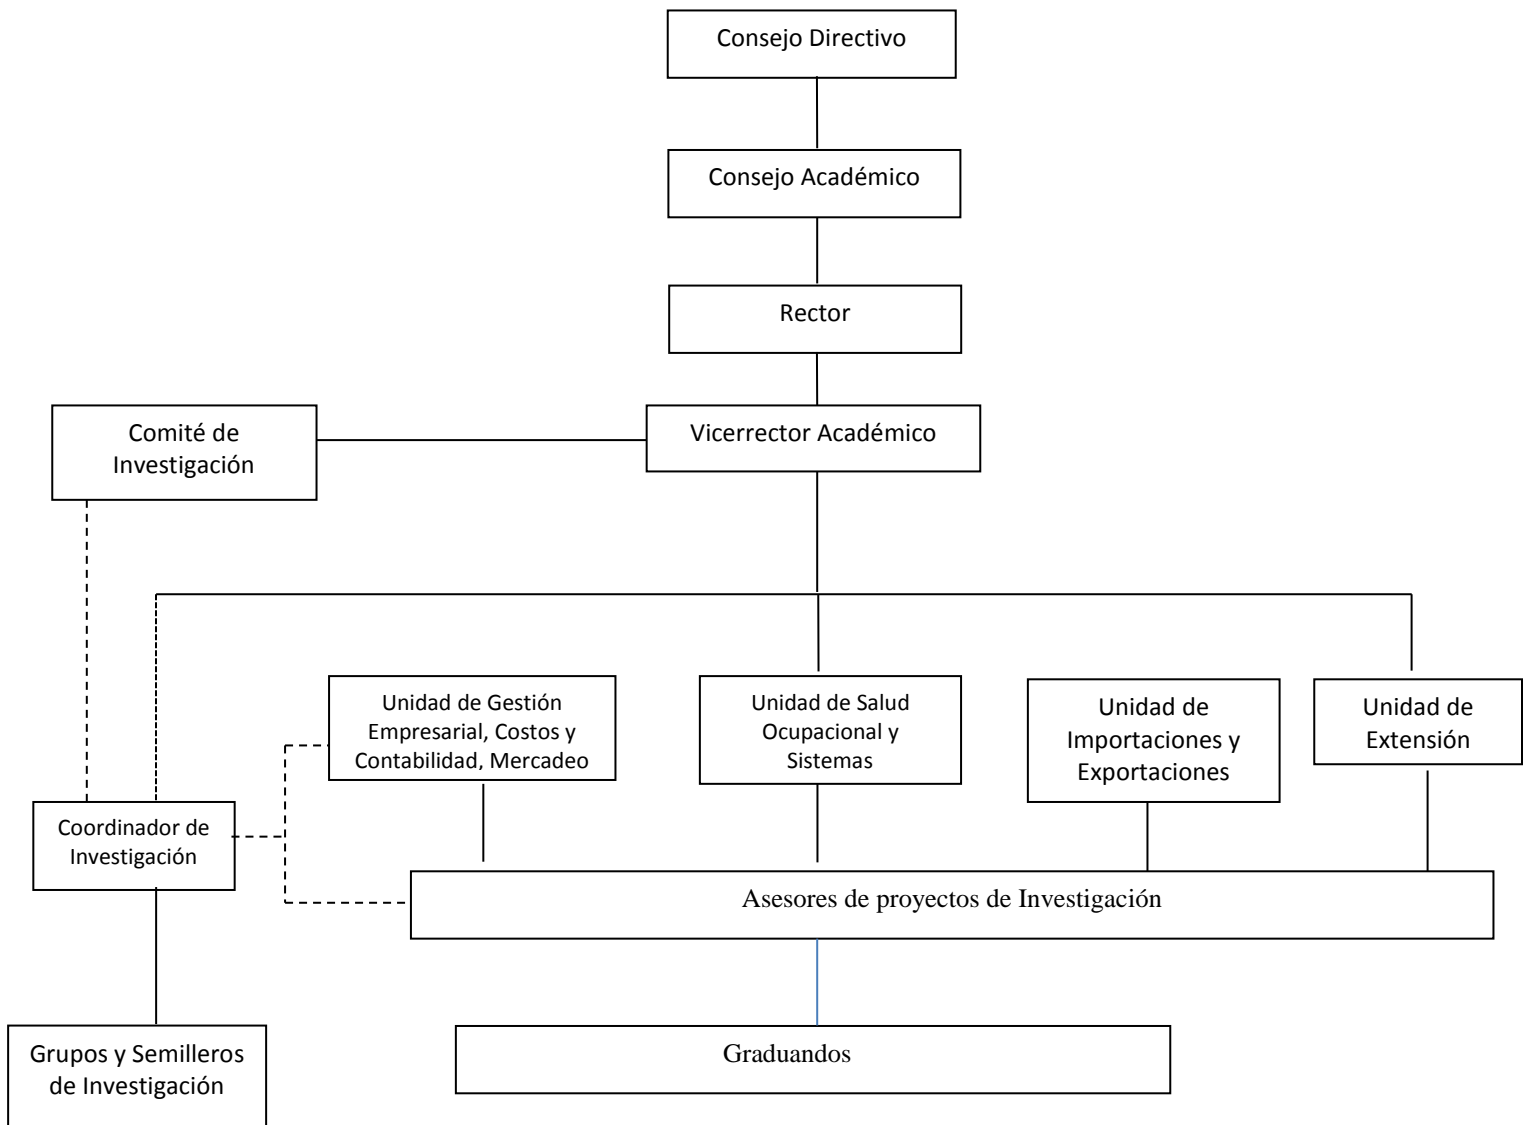 Consejo Directivo
Consejo Académico
Rector
Comité de
Investigación
Vicerrector Académico
Unidad de Gestión
Empresarial, Costos y
Contabilidad, Mercadeo
Unidad de Salud
Ocupacional y
Sistemas
Unidad de
Importaciones y
Exportaciones
Unidad de
Extensión
Coordinador de
Investigación
Asesores de proyectos de Investigación
Grupos y Semilleros
de Investigación
Graduandos